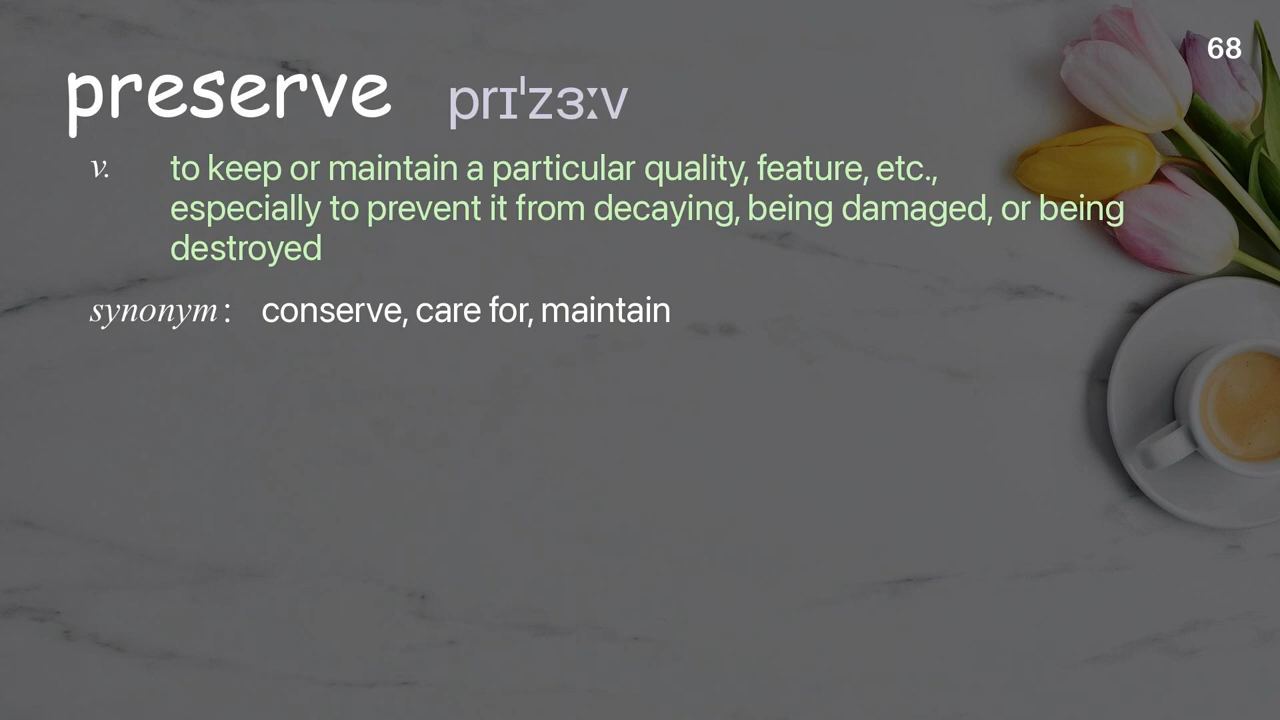 68
preserve prɪˈzɜːv
v. to keep or maintain a particular quality, feature, etc.,
especially to prevent it from decaying, being damaged, or being
destroyed
synonym: conserve, care for, maintain